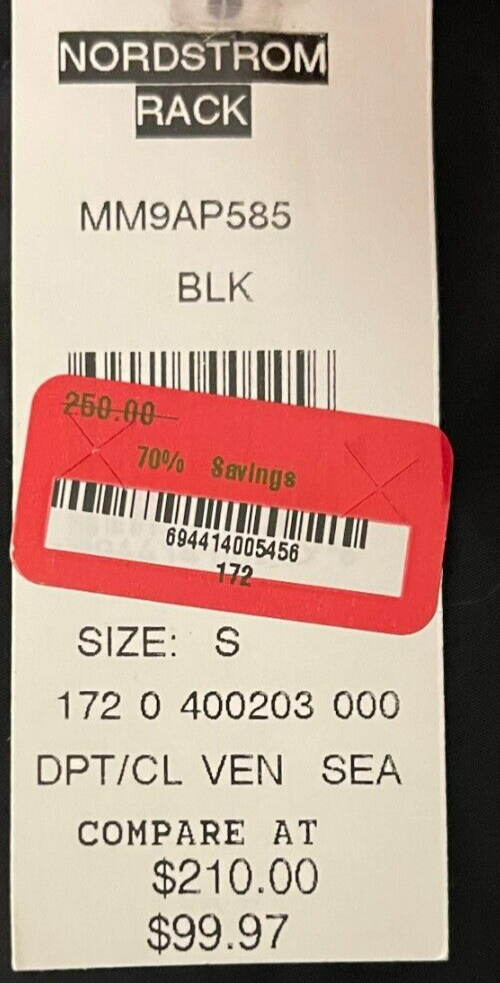 NORDSTROM
RACK
MM9AP585
BLK
250.00
70% Savings
694414005456
172
SIZE: S
172 0 400203 000
DPT/CL VEN SEA
COMPARE AT
$210.00
$99.97